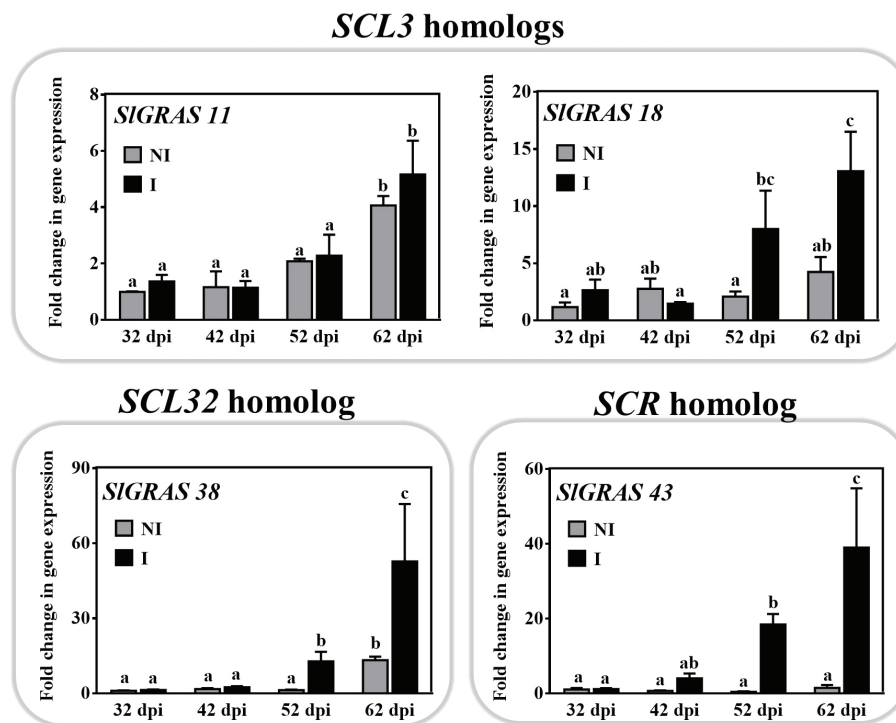 SCL3 homologs
Fold change in gene expression
8
6
4
2
0
SlGRAS 11
NI
I
a a a a a a b b
32 dpi 42 dpi 52 dpi 62 dpi
Fold change in gene expression
20
15
10
5
0
SlGRAS 18
NI
I
a ab ab a a bc ab c
32 dpi 42 dpi 52 dpi 62 dpi
SCL32 homolog
Fold change in gene expression
90
60
30
0
SlGRAS 38
NI
I
a a a a a b b c
32 dpi 42 dpi 52 dpi 62 dpi
SCR homolog
Fold change in gene expression
60
40
20
0
SlGRAS 43
NI
I
a a a ab a b a c
32 dpi 42 dpi 52 dpi 62 dpi